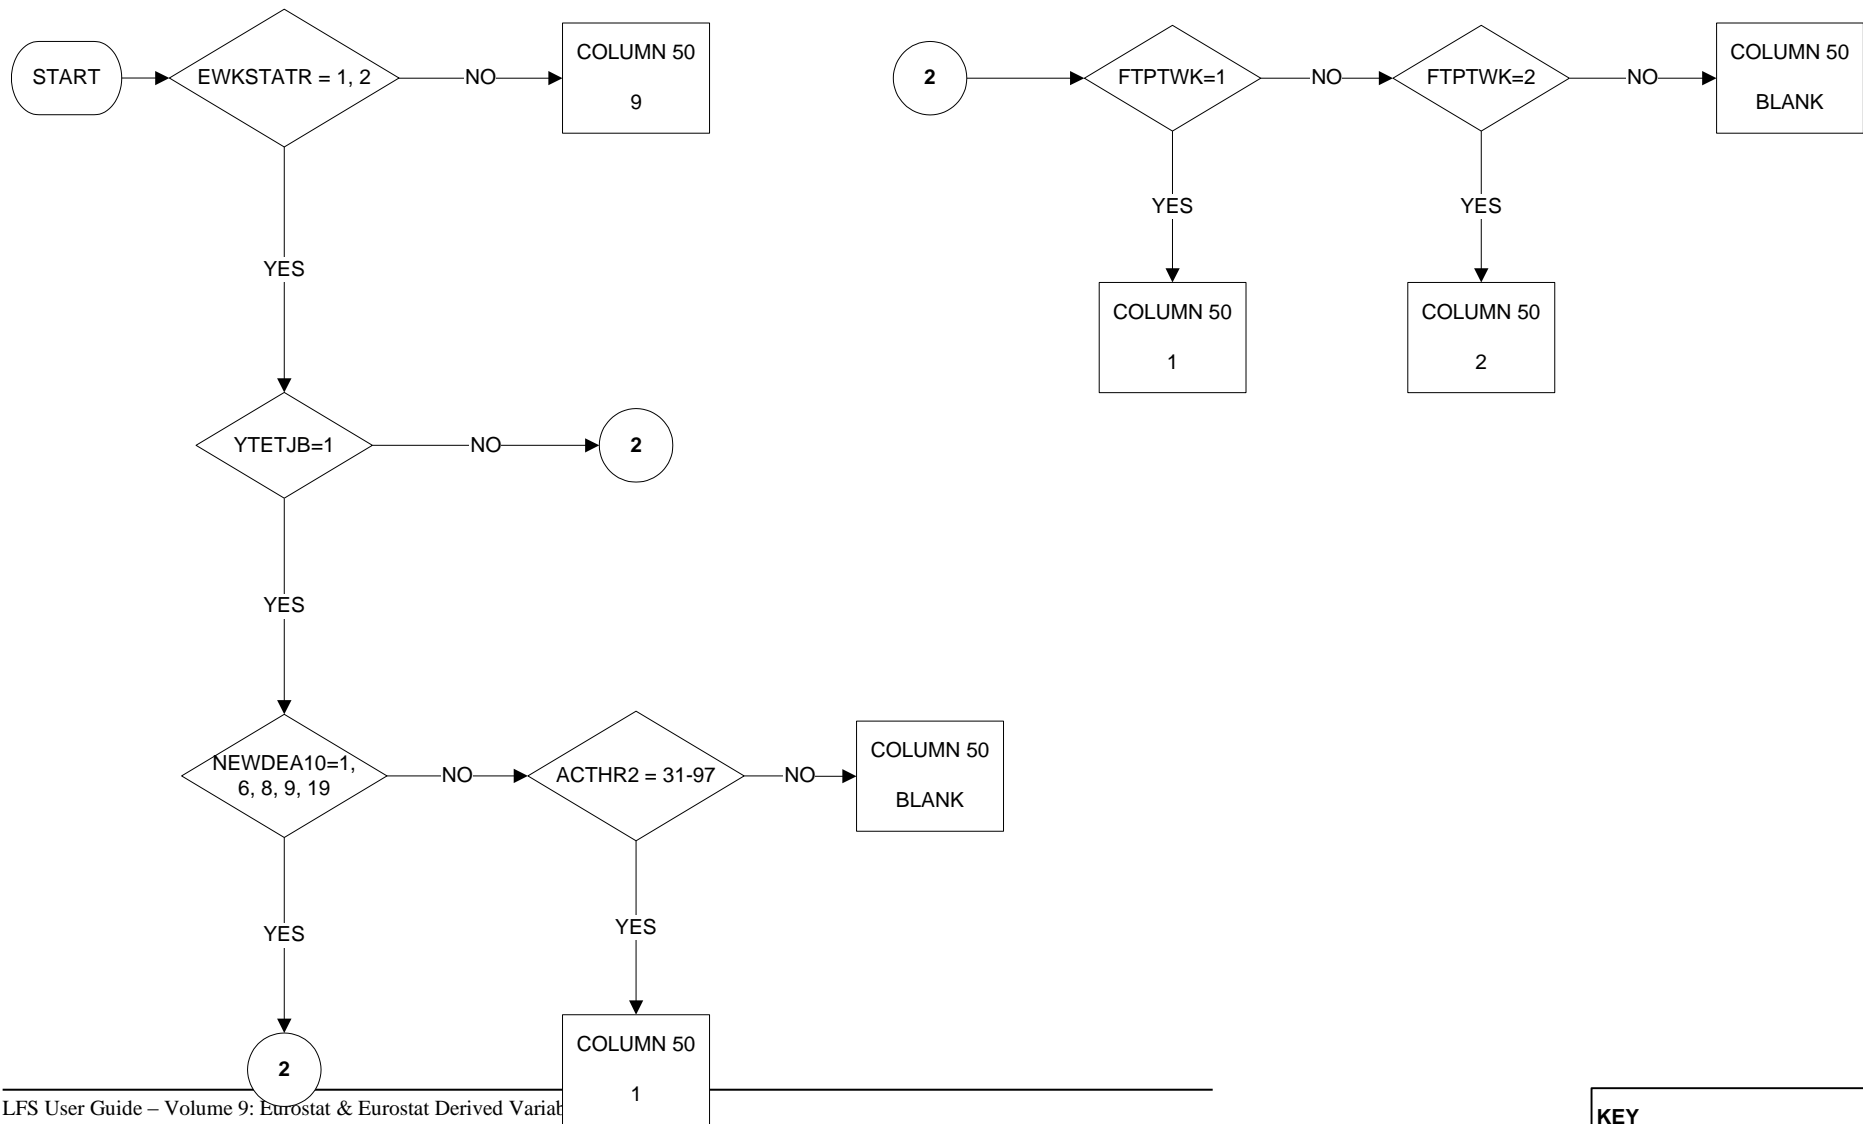 START
EWKSTATR = 1, 2
NO
COLUMN 50
9
YES
YTETJB=1
NO
2
YES
NEWDEA10=1,
6, 8, 9, 19
NO
ACTHR2 = 31-97
NO
COLUMN 50
BLANK
YES
2
YES
COLUMN 50
1
2
FTPTWK=1
NO
FTPTWK=2
NO
COLUMN 50
BLANK
YES
COLUMN 50
1
YES
COLUMN 50
2
LFS User Guide – Volume 9: Eurostat & Eurostat Derived
KEY